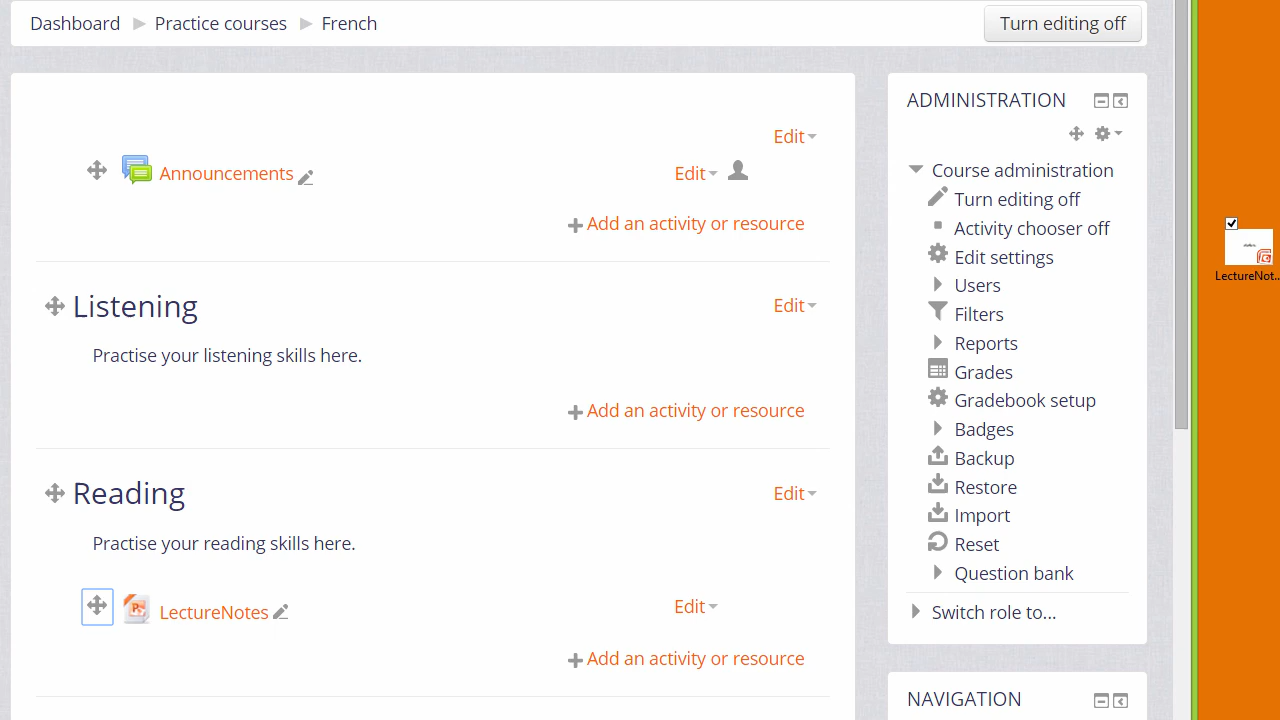 Dashboard Practice courses French
Turn editing off
Edit
Announcements Edit
Add an activity or resource
Listening Edit
Practise your listening skills here.
Add an activity or resource
Reading Edit
Practise your reading skills here.
LectureNotes Edit
Add an activity or resource
ADMINISTRATION
Course administration
Turn editing off
Activity chooser off
Edit settings
Users
Filters
Reports
Grades
Gradebook setup
Badges
Backup
Restore
Import
Reset
Question bank
Switch role to...
NAVIGATION
LectureNot...